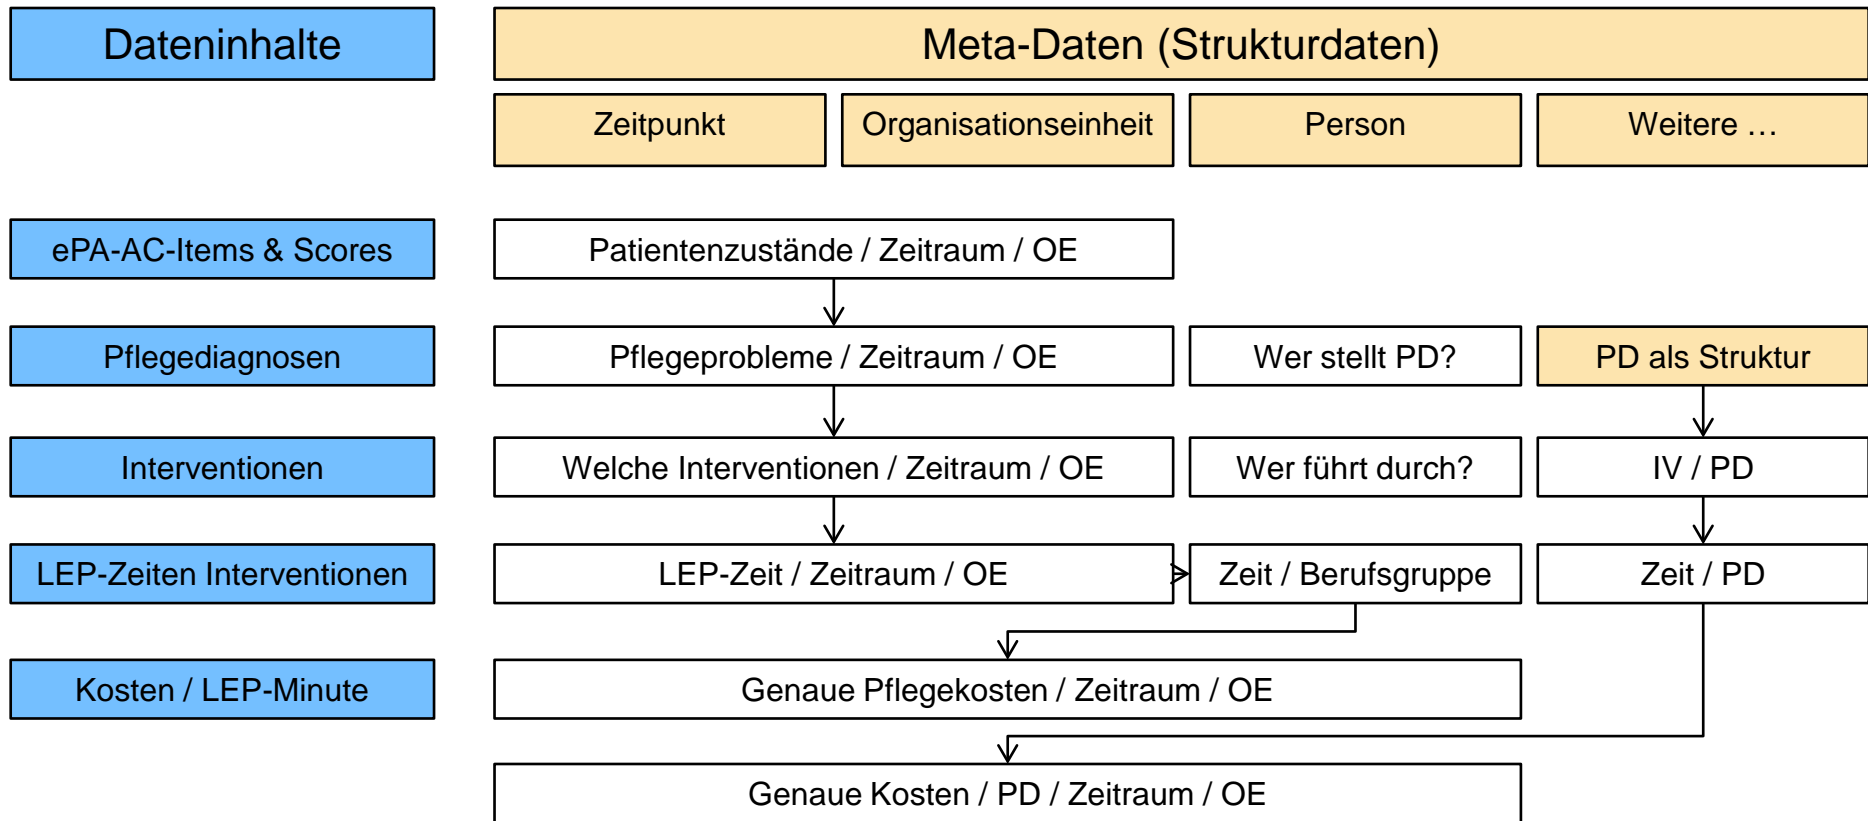 Dateninhalte
Meta-Daten (Strukturdaten)
Zeitpunkt
Organisationseinheit
Person
Weitere …
ePA-AC-Items & Scores
Patientenzustände / Zeitraum / OE
Pflegediagnosen
Pflegeprobleme / Zeitraum / OE
Wer stellt PD?
PD als Struktur
Interventionen
Welche Interventionen / Zeitraum / OE
Wer führt durch?
IV / PD
LEP-Zeiten Interventionen
LEP-Zeit / Zeitraum / OE
Zeit / Berufsgruppe
Zeit / PD
Kosten / LEP-Minute
Genaue Pflegekosten / Zeitraum / OE
Genaue Kosten / PD / Zeitraum / OE